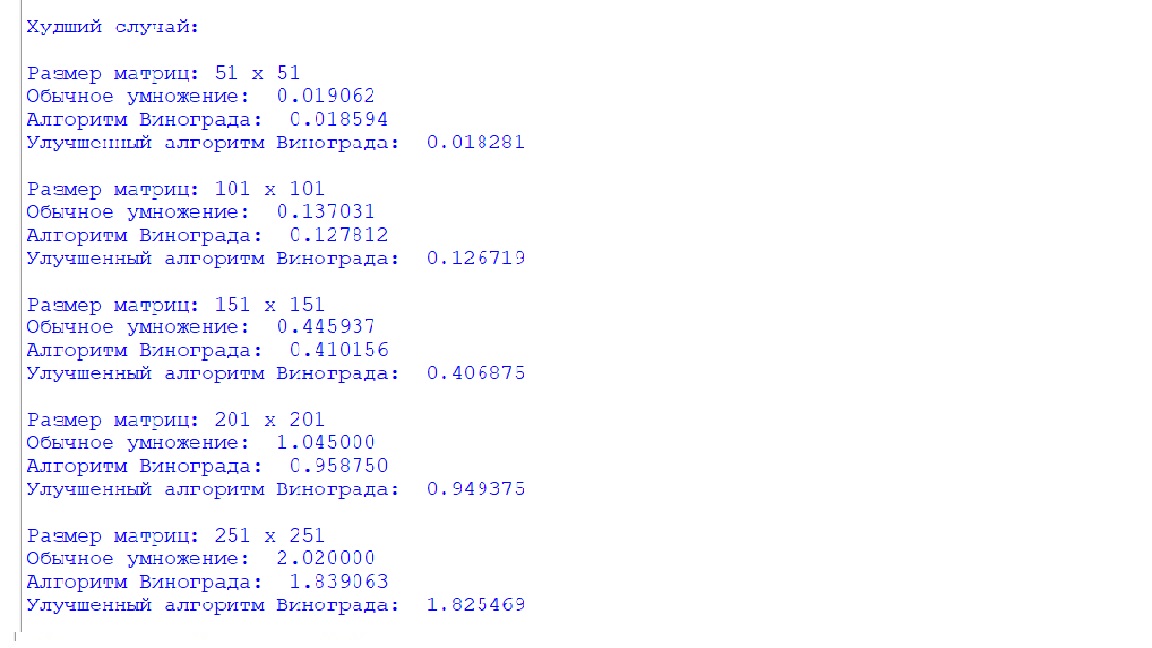 Худший случай:
Размер матриц: 51 x 51
Обычное умножение: 0.019062
Алгоритм Винограда: 0.018594
Улучшенный алгоритм Винограда: 0.018281
Размер матриц: 101 x 101
Обычное умножение: 0.137031
Алгоритм Винограда: 0.127812
Улучшенный алгоритм Винограда: 0.126719
Размер матриц: 151 x 151
Обычное умножение: 0.445937
Алгоритм Винограда: 0.410156
Улучшенный алгоритм Винограда: 0.406875
Размер матриц: 201 x 201
Обычное умножение: 1.045000
Алгоритм Винограда: 0.958750
Улучшенный алгоритм Винограда: 0.949375
Размер матриц: 251 x 251
Обычное умножение: 2.020000
Алгоритм Винограда: 1.839063
Улучшенный алгоритм Винограда: 1.825469